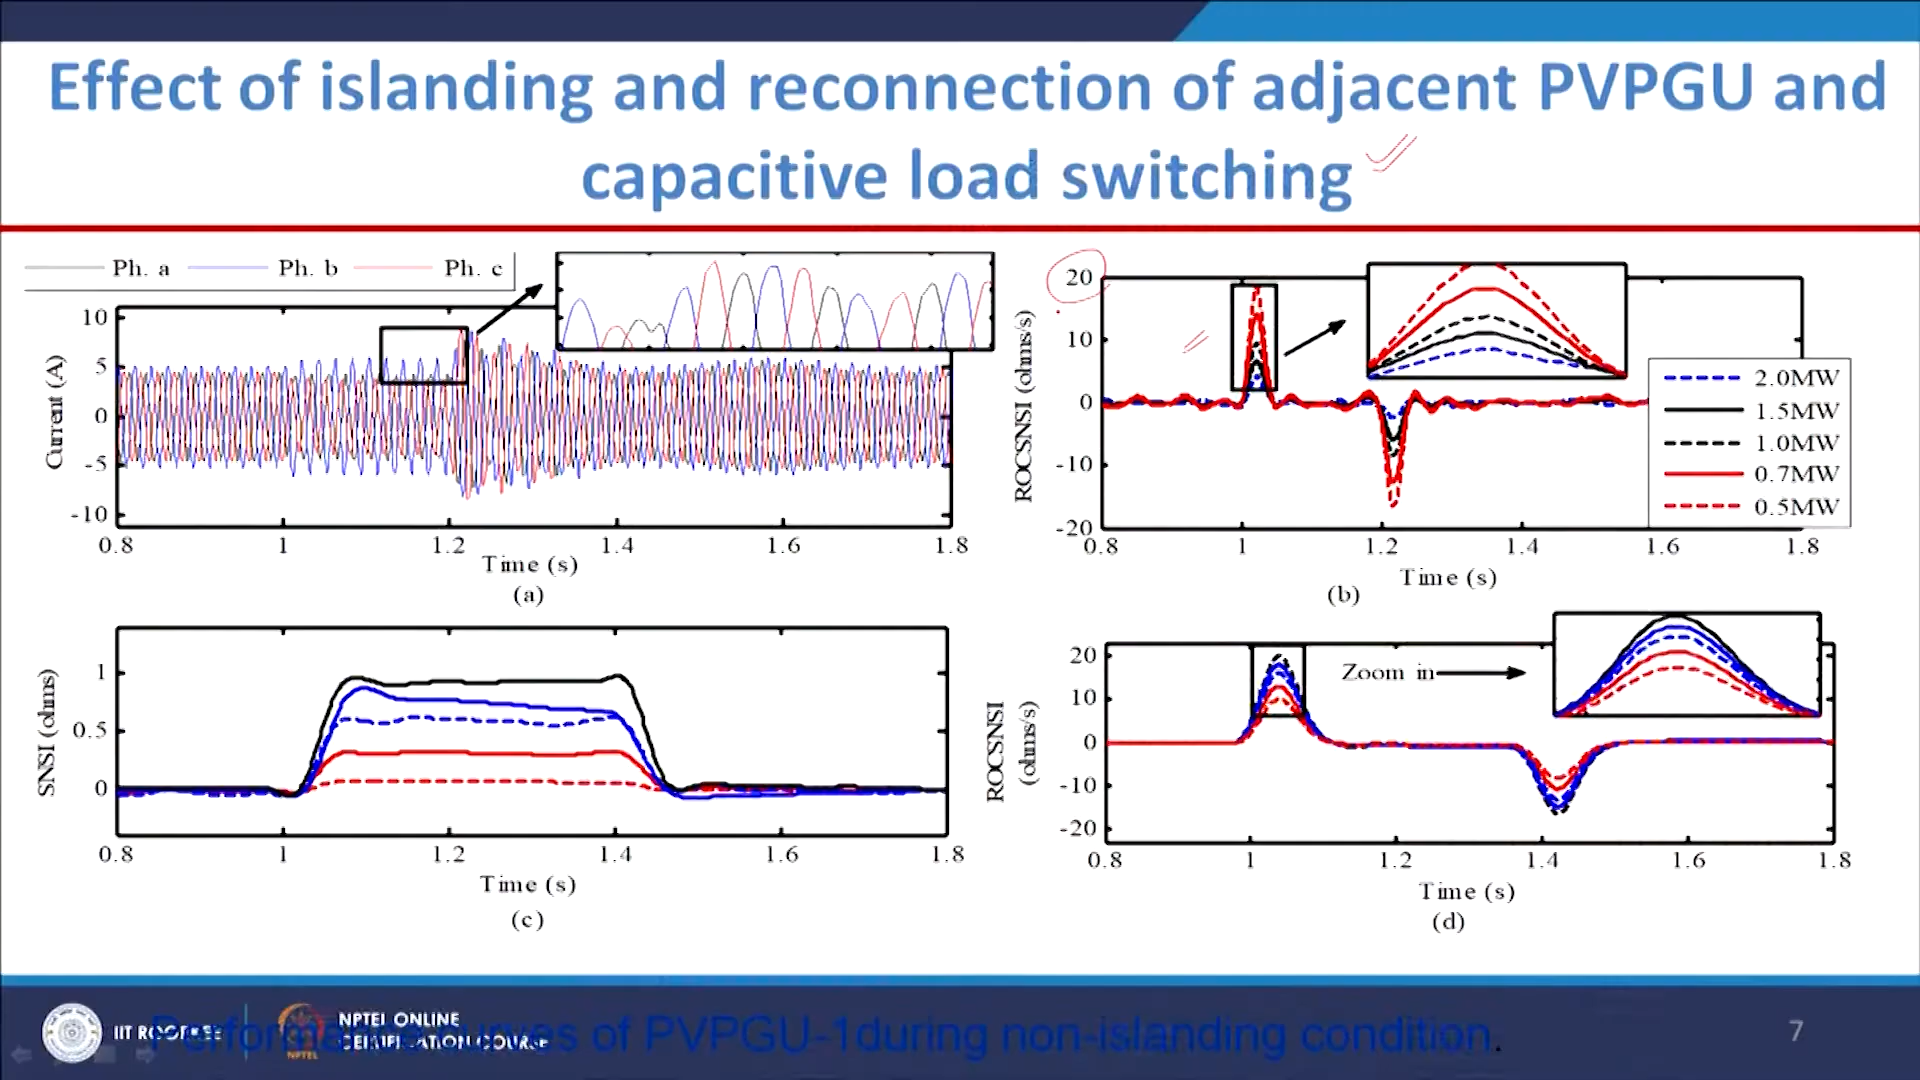 Effect of islanding and reconnection of adjacent PVPGU and
capacitive load switching
Ph. a Ph. b Ph. c
10
5
0
-5
-10
Current (A)
0.8 1 1.2 1.4 1.6 1.8
Time (s)
(a)
20
10
0
-10
-20
ROCSNSI (ohms/s)
2.0MW
1.5MW
1.0MW
0.7MW
0.5MW
0.8 1 1.2 1.4 1.6 1.8
Time (s)
(b)
1
0.5
0
SNSI (ohms)
0.8 1 1.2 1.4 1.6 1.8
Time (s)
(c)
20
10
0
-10
-20
ROCSNSI
(ohms/s)
Zoom in
0.8 1 1.2 1.4 1.6 1.8
Time (s)
(d)
IIT ROORKEE
NPTEL
NPTEL ONLINE
CERTIFICATION COURSE
Performance curves of PVPGU-1during non-islanding condition.
7